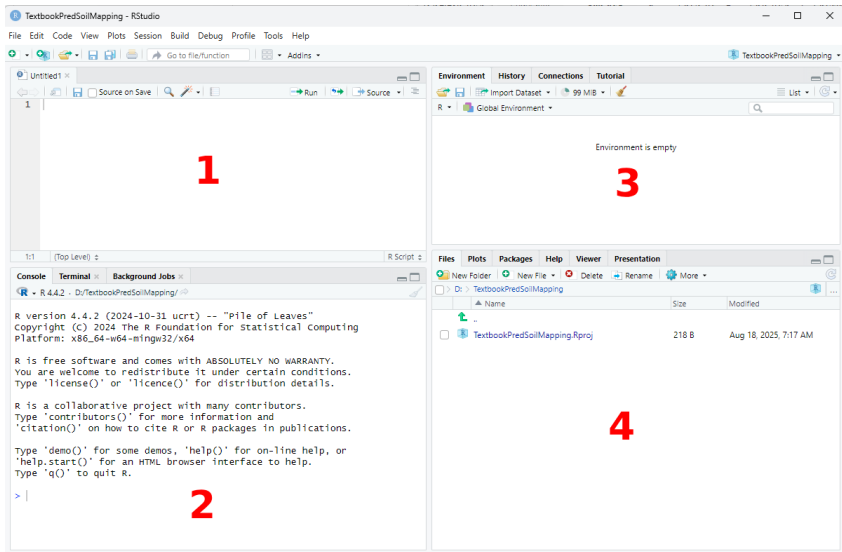 TextbookPredSoilMapping - RStudio
File Edit Code View Plots Session Build Debug Profile Tools Help
Go to file/function
Addins
TextbookPredSoilMapping
Untitled1
Source on Save
Run
Source
1
1
1:1 (Top Level) R Script
Console Terminal Background Jobs
R 4.4.2 · D:/TextbookPredSoilMapping/
R version 4.4.2 (2024-10-31 ucrt) -- "Pile of Leaves"
Copyright (C) 2024 The R Foundation for Statistical Computing
Platform: x86_64-w64-mingw32/x64
R is free software and comes with ABSOLUTELY NO WARRANTY.
You are welcome to redistribute it under certain conditions.
Type 'license()' or 'licence()' for distribution details.
R is a collaborative project with many contributors.
Type 'contributors()' for more information and
'citation()' on how to cite R or R packages in publications.
Type 'demo()' for some demos, 'help()' for on-line help, or
'help.start()' for an HTML browser interface to help.
Type 'q()' to quit R.
>
2
Environment History Connections Tutorial
Import Dataset 99 MiB List
R Global Environment
Environment is empty
3
Files Plots Packages Help Viewer Presentation
New Folder New File Delete Rename More
D: TextbookPredSoilMapping
Name Size Modified
..
TextbookPredSoilMapping.Rproj 218 B Aug 18, 2025, 7:17 AM
4